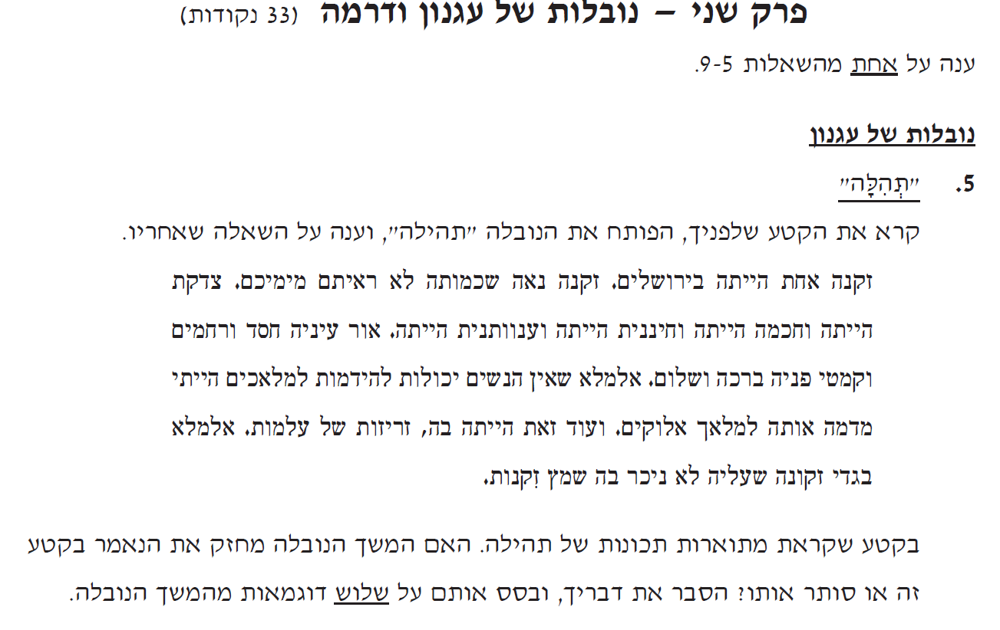 פרק שני – נובלות של עגנון ודרמה (33 נקודות)
ענה על אחת מהשאלות 9-5.
נובלות של עגנון
5. "תְּהִלָּה"
קרא את הקטע שלפניך, הפותח את הנובלה "תהילה", וענה על השאלה שאחריו.
זקנה אחת הייתה בירושלים. זקנה נאה שכמותה לא ראיתם מימיכם. צדקת
הייתה וחכמה הייתה וחיננית הייתה וענוותנית הייתה. אור עיניה חסד ורחמים
וקמטי פניה ברכה ושלום. אלמלא שאין הנשים יכולות להידמות למלאכים הייתי
מדמה אותה למלאך אלוקים. ועוד זאת הייתה בה, זריזות של עלמות. אלמלא
בגדי זקונה שעליה לא ניכר בה שמץ זִקנות.
בקטע שקראת מתוארות תכונות של תהילה. האם המשך הנובלה מחזק את הנאמר בקטע
זה או סותר אותו? הסבר את דבריך, ובסס אותם על שלוש דוגמאות מהמשך הנובלה.